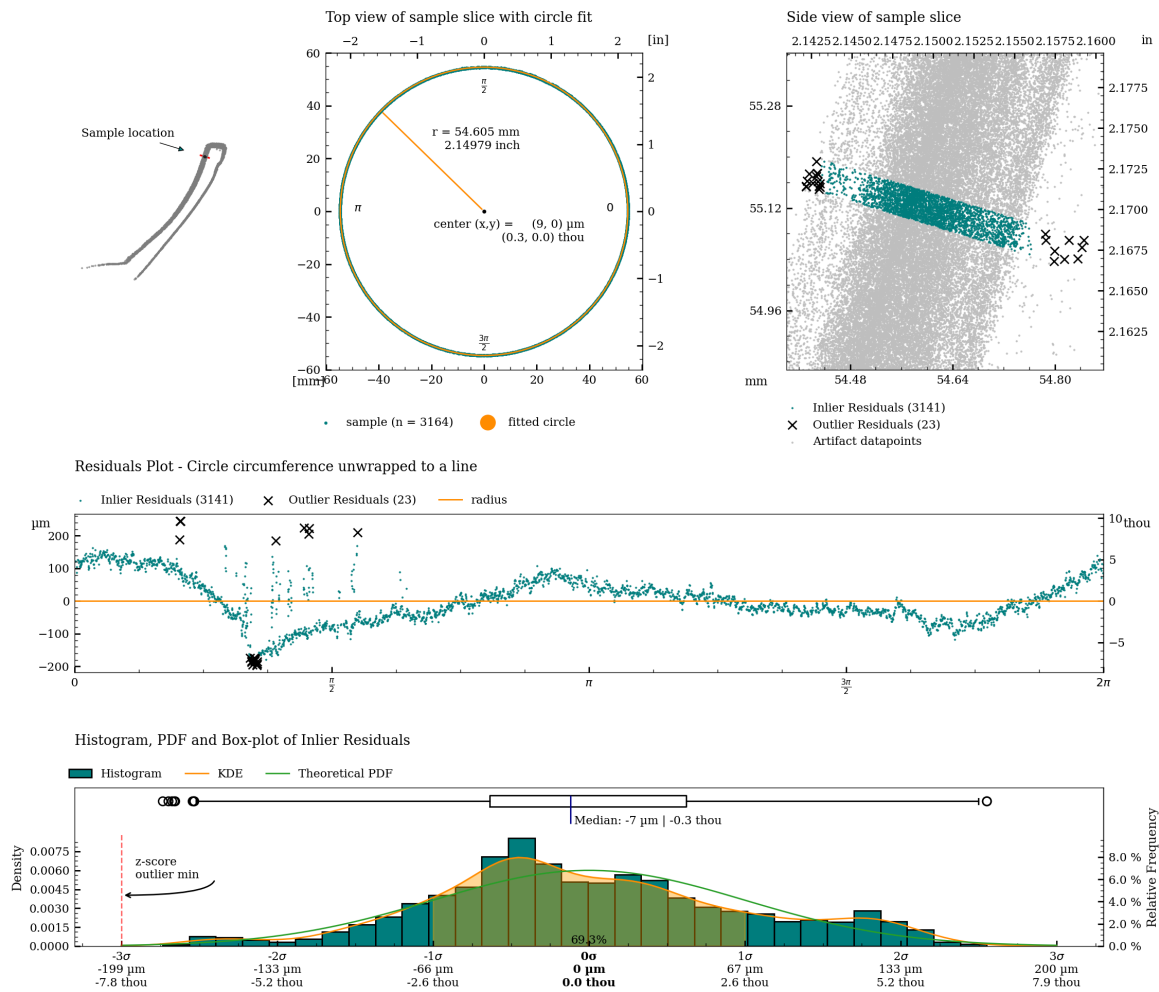 Top view of sample slice with circle fit
Side view of sample slice
−2 −1 0 1 2 [in]
2.1425 2.1450 2.1475 2.1500 2.1525 2.1550 2.1575 2.1600 in
Sample location
60
40
20
0
−20
−40
−60
2
1
0
−1
−2
π/2
r = 54.605 mm
2.14979 inch
π
0
center (x,y) = (9, 0) µm
(0.3, 0.0) thou
3π/2
[mm]
−60 −40 −20 0 20 40 60
sample (n = 3164)
fitted circle
55.28
55.12
54.96
2.1775
2.1750
2.1725
2.1700
2.1675
2.1650
2.1625
mm
54.48 54.64 54.80
Inlier Residuals (3141)
Outlier Residuals (23)
Artifact datapoints
Residuals Plot - Circle circumference unwrapped to a line
Inlier Residuals (3141)
Outlier Residuals (23)
radius
µm
200
100
0
−100
−200
10
thou
5
0
−5
0 π/2 π 3π/2 2π
Histogram, PDF and Box-plot of Inlier Residuals
Histogram
KDE
Theoretical PDF
Median: -7 µm | -0.3 thou
z-score
outlier min
Density
0.0075
0.0060
0.0045
0.0030
0.0015
0.0000
Relative Frequency
8.0 %
6.0 %
4.0 %
2.0 %
0.0 %
69.3%
-3σ -2σ -1σ 0σ 1σ 2σ 3σ
-199 µm -133 µm -66 µm 0 µm 67 µm 133 µm 200 µm
-7.8 thou -5.2 thou -2.6 thou 0.0 thou 2.6 thou 5.2 thou 7.9 thou